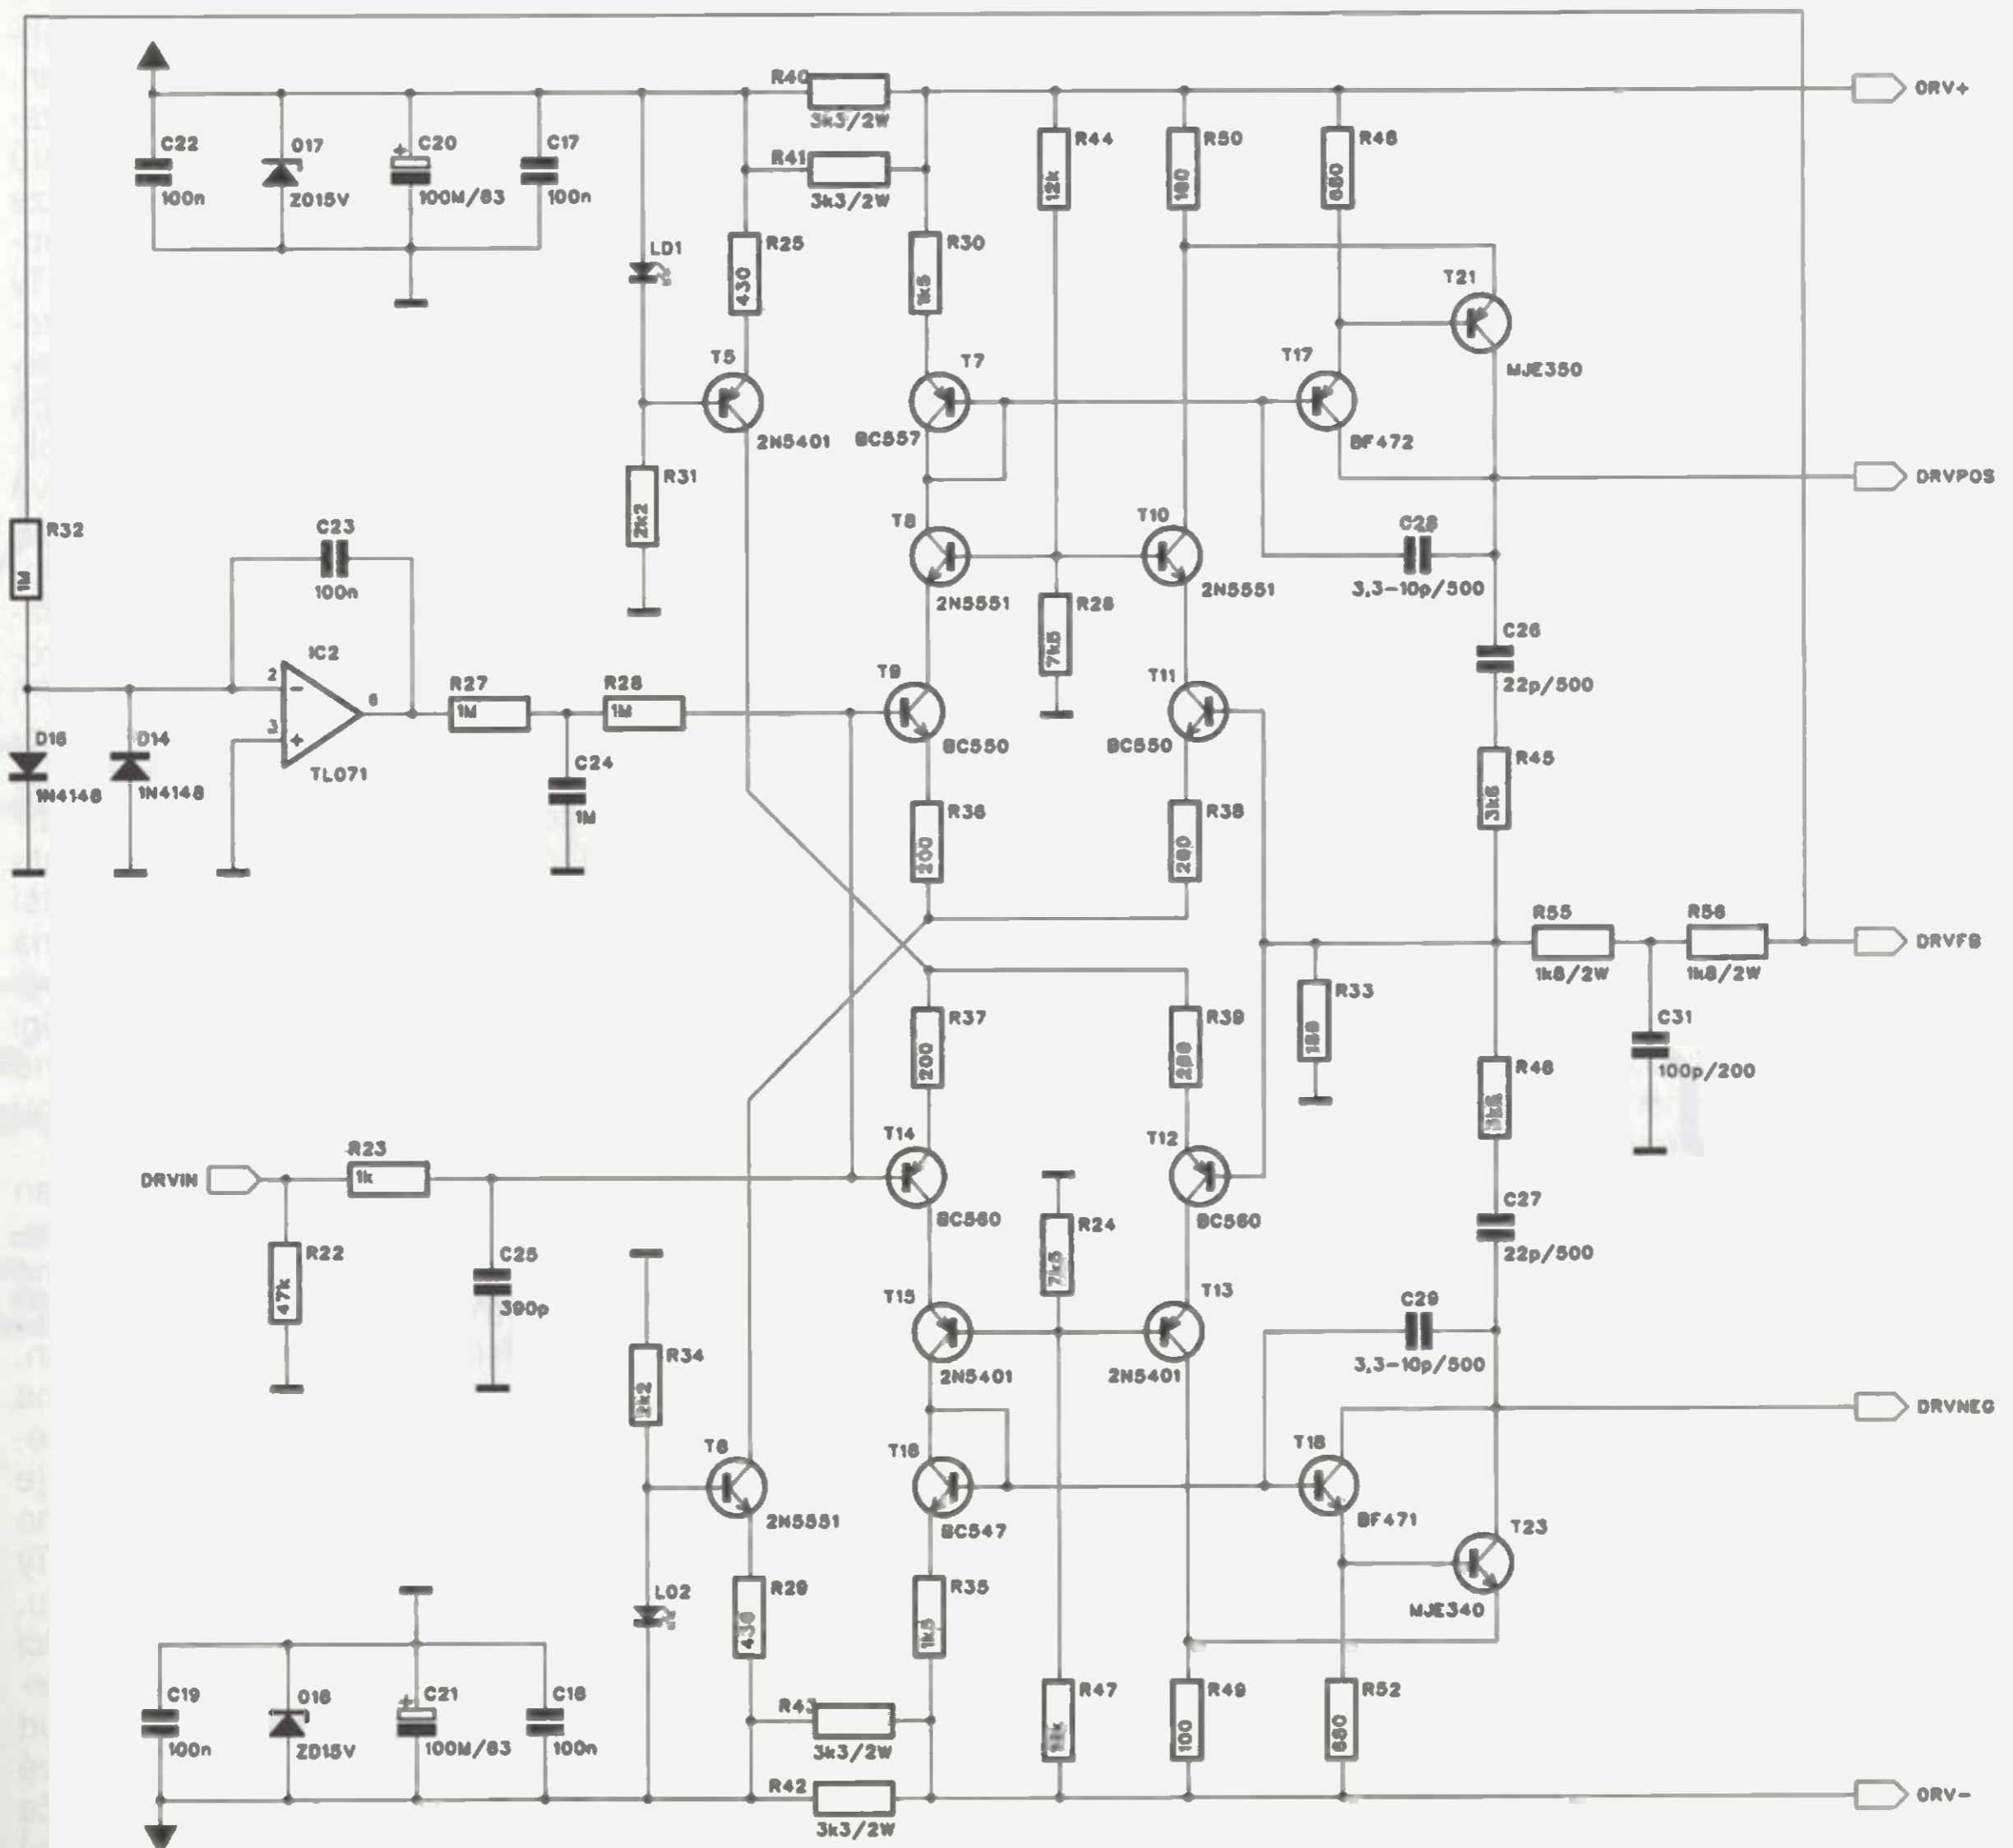 R40
3k3/2W
DRV+
C22
100n
D17
ZD15V
+
C20
100M/63
C17
100n
R41
3k3/2W
R44
12k
R50
100
R48
680
LD1
R25
430
R30
1k5
T21
MJE350
T5
2N5401
T7
BC557
T17
BF472
DRVPOS
R31
2k2
R32
1M
C23
100n
T8
2N5551
T10
2N5551
C28
3,3-10p/500
R26
7k5
C26
22p/500
IC2
2
-
3
+
6
TL071
R27
1M
R28
1M
T9
BC550
T11
BC550
D16
1N4148
D14
1N4148
C24
1M
R45
3k6
R36
200
R38
200
R55
1k8/2W
R56
1k8/2W
DRVFB
R33
C31
100p/200
R37
200
R39
200
R46
3k6
DRVIN
R23
1k
T14
BC560
T12
BC560
R22
47k
C25
390p
R24
7k5
C27
22p/500
T15
2N5401
T13
2N5401
C29
3,3-10p/500
R34
2k2
DRVNEG
T6
2N5551
T16
BC547
T18
BF471
T23
MJE340
LD2
R29
430
R35
1k5
C19
100n
D18
ZD15V
+
C21
100M/63
C18
100n
R43
3k3/2W
R47
12k
R49
100
R52
680
R42
3k3/2W
DRV-